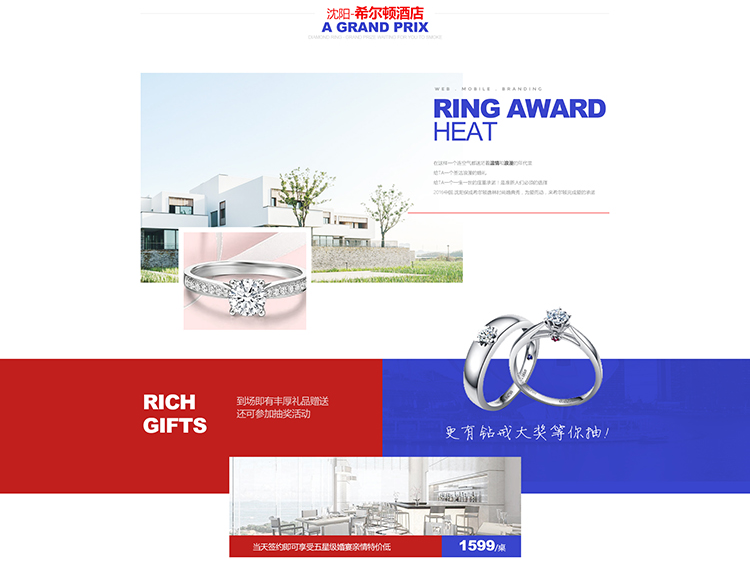 沈阳-希尔顿酒店
A GRAND PRIX
WEB . MOBILE . BRANDING
RING AWARD
HEAT
RICH
GIFTS
到场即有丰厚礼品赠送
还可参加抽奖活动
更有钻戒大奖等你抽!
当天签约即可享受五星级婚宴亲情特价低
1599/桌